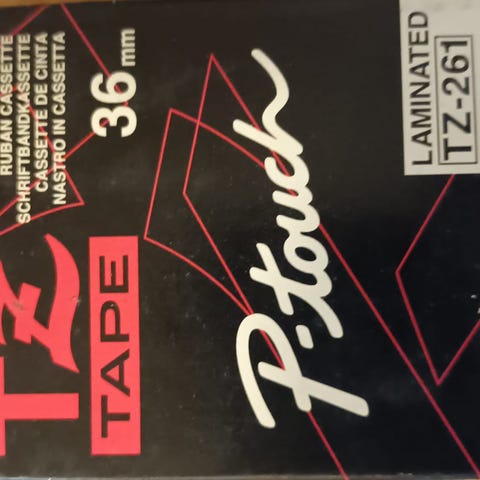 TZ
TAPE
RUBAN CASSETTE
SCHRIFTBANDKASSETTE
CASSETTE DE CINTA
NASTRO IN CASSETTA
36 mm
P-touch
LAMINATED
TZ-261